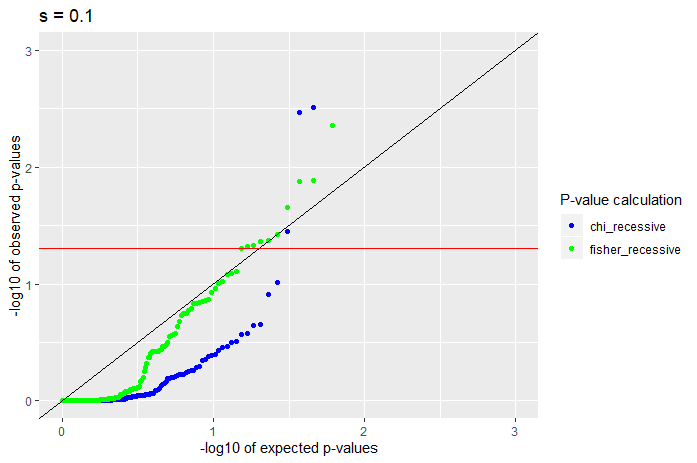 s = 0.1
3
2
1
0
-log10 of observed p-values
0
1
2
3
-log10 of expected p-values
P-value calculation
chi_recessive
fisher_recessive